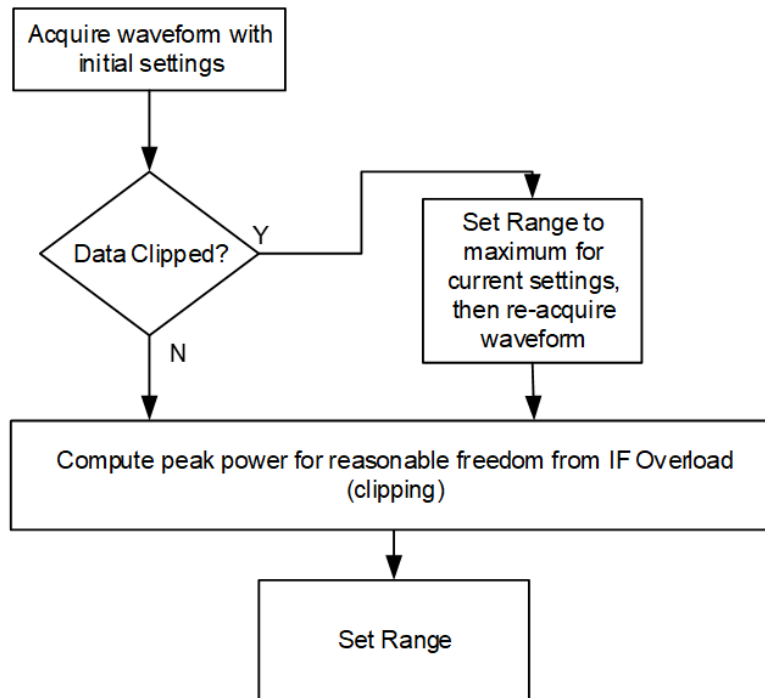 Acquire waveform with
initial settings
Data Clipped?
Y
Set Range to
maximum for
current settings,
then re-acquire
waveform
N
Compute peak power for reasonable freedom from IF Overload
(clipping)
Set Range